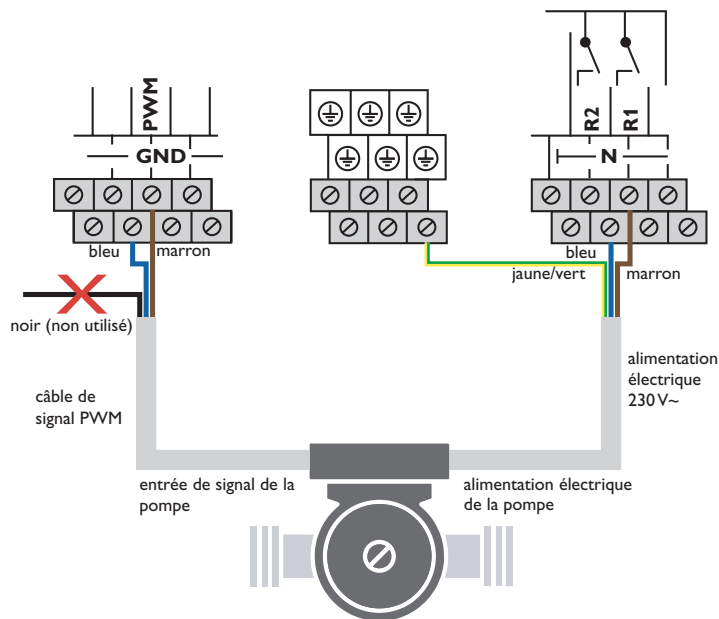 PWM
GND
R2
R1
N
bleu
marron
bleu
jaune/vert
marron
noir (non utilisé)
alimentation
électrique
230 V~
câble de
signal PWM
entrée de signal de la
pompe
alimentation électrique
de la pompe